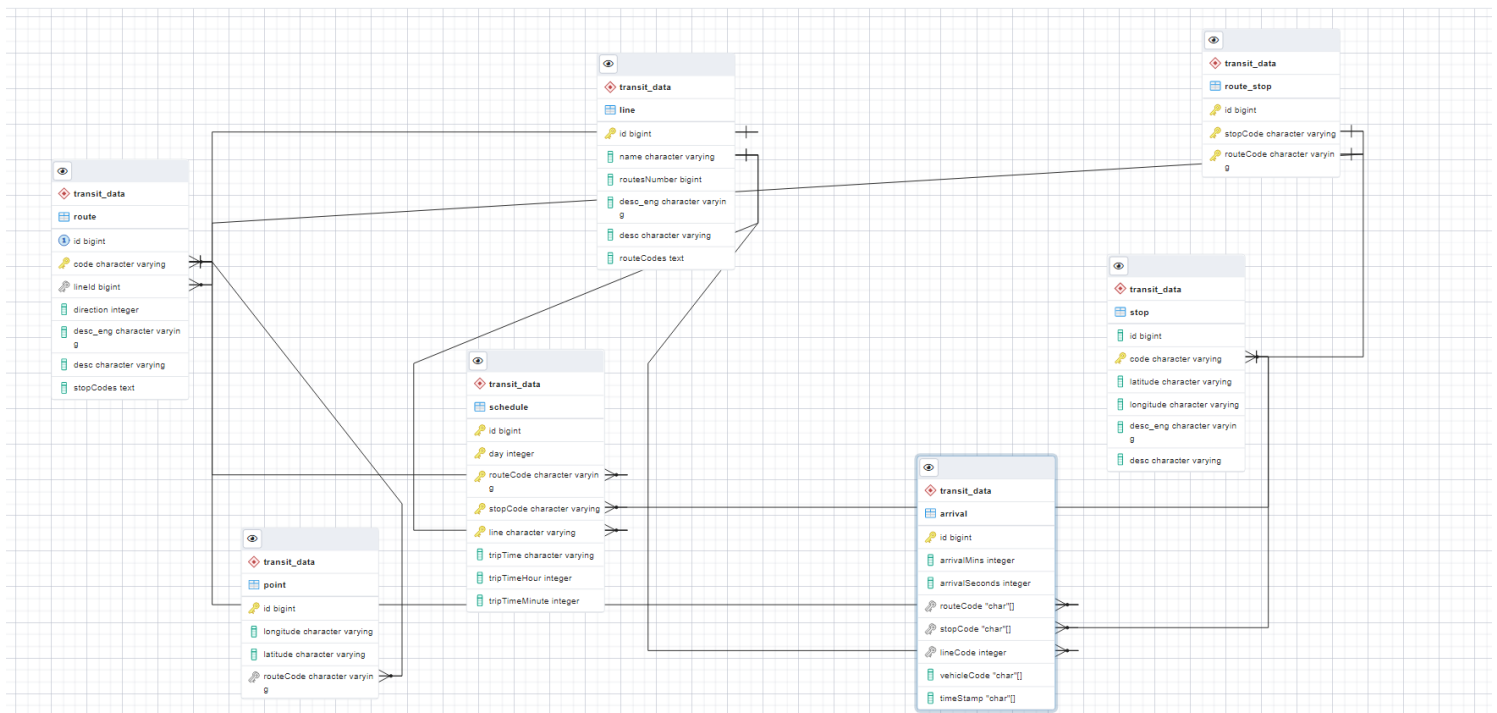 transit_data
route
id bigint
code character varying
lineId bigint
direction integer
desc_eng character varyin
g
desc character varying
stopCodes text
transit_data
line
id bigint
name character varying
routesNumber bigint
desc_eng character varyin
g
desc character varying
routeCodes text
transit_data
route_stop
id bigint
stopCode character varying
routeCode character varyin
g
transit_data
stop
id bigint
code character varying
latitude character varying
longitude character varying
desc_eng character varyin
g
desc character varying
transit_data
schedule
id bigint
day integer
routeCode character varyin
g
stopCode character varying
line character varying
tripTime character varying
tripTimeHour integer
tripTimeMinute integer
transit_data
point
id bigint
longitude character varying
latitude character varying
routeCode character varyin
g
transit_data
arrival
id bigint
arrivalMins integer
arrivalSeconds integer
routeCode "char"[]
stopCode "char"[]
lineCode integer
vehicleCode "char"[]
timeStamp "char"[]